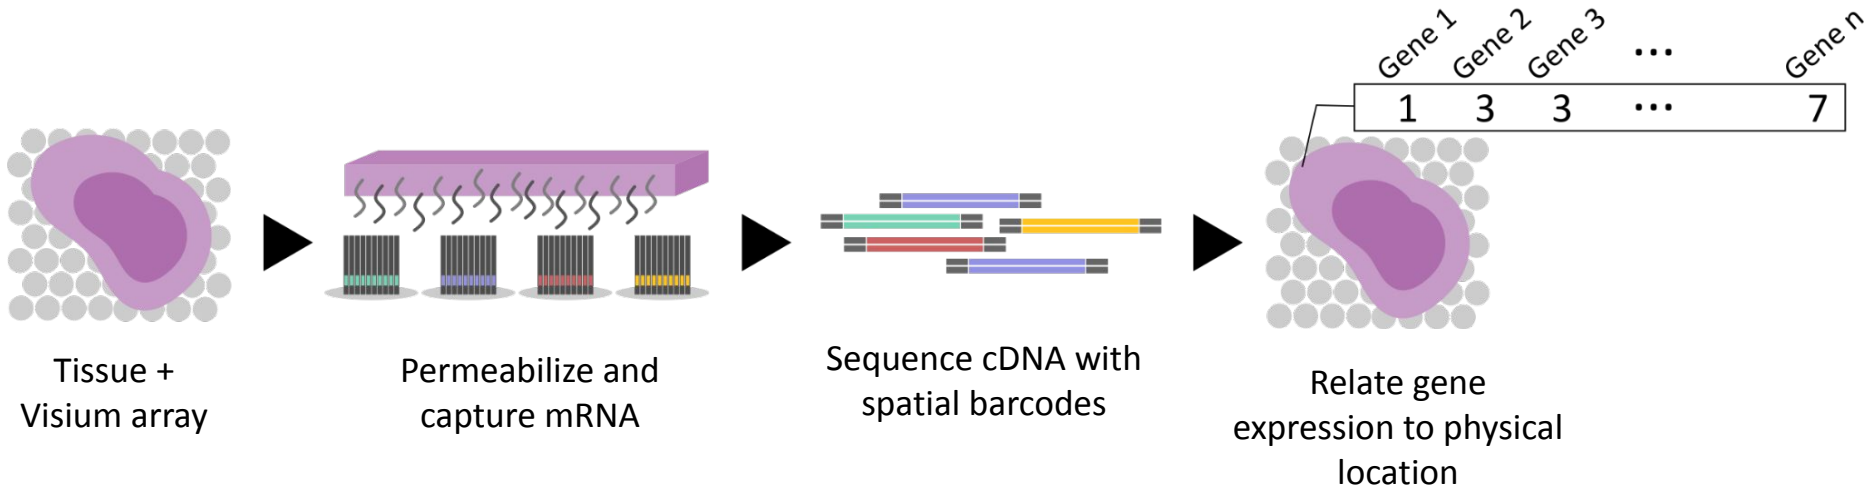 Gene 1 Gene 2 Gene 3 ... Gene n
1 3 3 ... 7
Tissue +
Visium array
Permeabilize and
capture mRNA
Sequence cDNA with
spatial barcodes
Relate gene
expression to physical
location